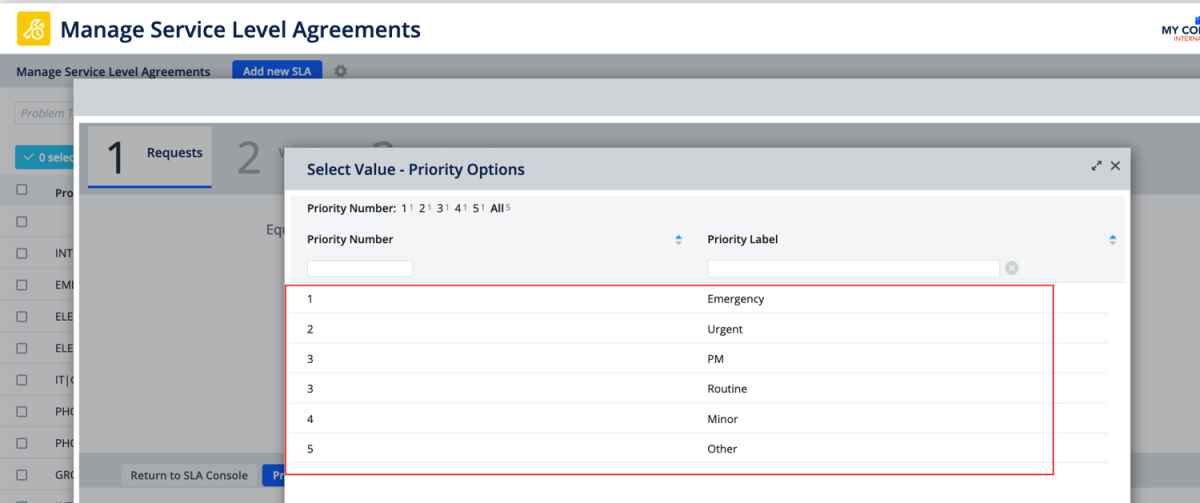 Manage Service Level Agreements
MY CO
INTERNA
Manage Service Level Agreements Add new SLA
Problem T
0 selec
1 Requests 2
Select Value - Priority Options
Pro
Priority Number: 1 1 2 1 3 1 4 1 5 1 All 5
Equ
Priority Number Priority Label
INT
EME
1 Emergency
ELE
2 Urgent
ELE
3 PM
IT|C
3 Routine
PHO
4 Minor
PHO
5 Other
GRO
Return to SLA Console Pr